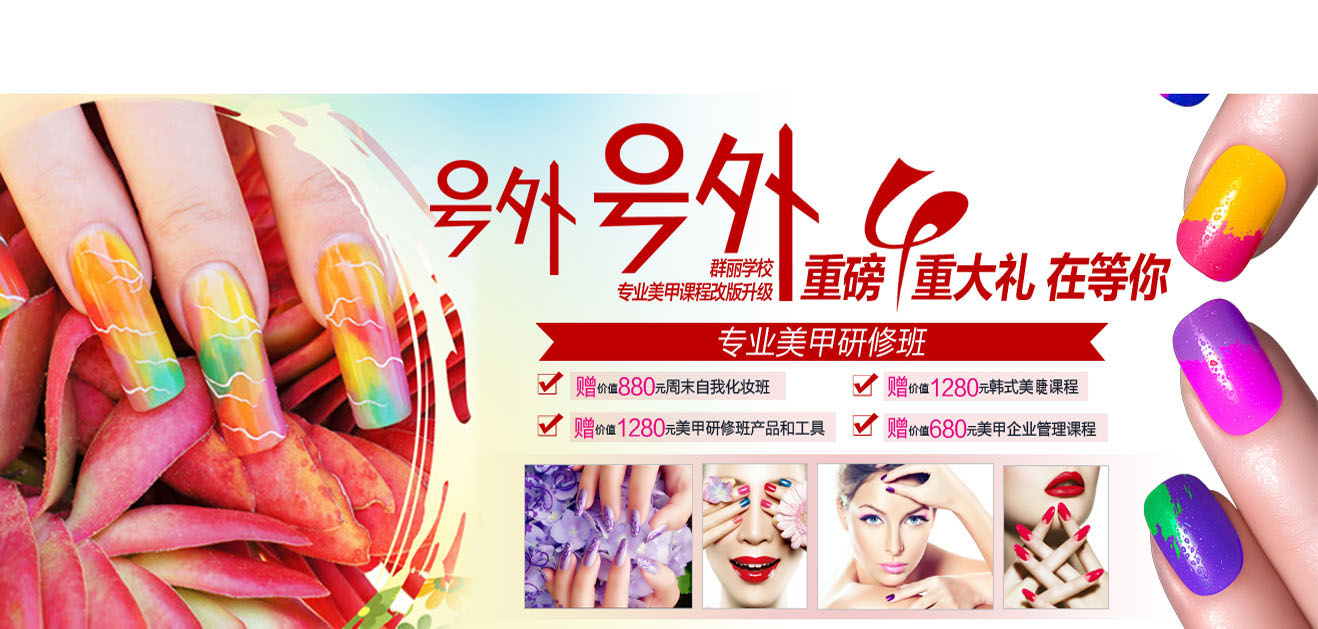 号外 号外
群丽学校
专业美甲课程改版升级
重磅4重大礼 在等你
专业美甲研修班
赠价值880元周末自我化妆班
赠价值1280元韩式美睫课程
赠价值1280元美甲研修班产品和工具
赠价值680元美甲企业管理课程